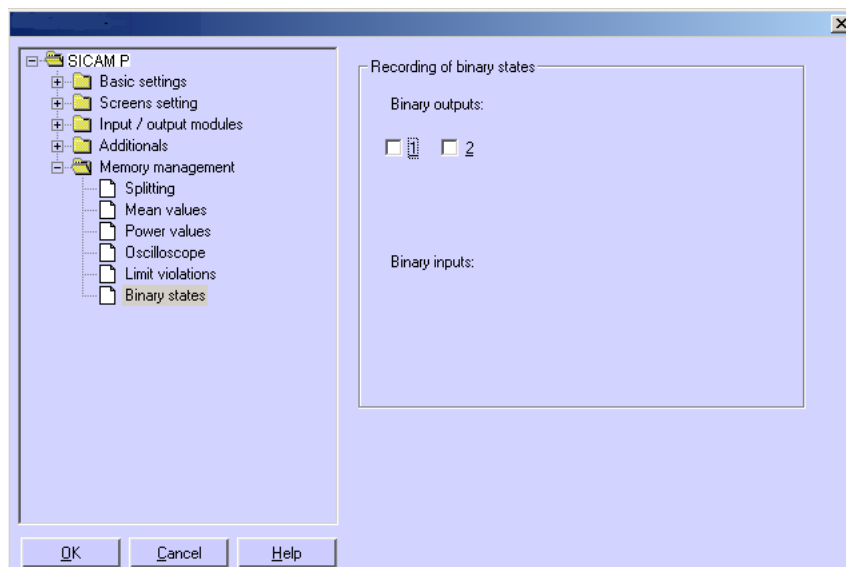 SICAM P
Basic settings
Screens setting
Input / output modules
Additionals
Memory management
Splitting
Mean values
Power values
Oscilloscope
Limit violations
Binary states
Recording of binary states
Binary outputs:
1 2
Binary inputs:
OK Cancel Help